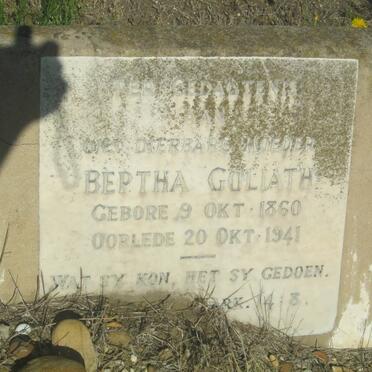 TER GEDAGTENIS
AAN
ONS DIERBARE MOEDER
BERTHA GOLIATH
GEBORE 9 OKT. 1860
OORLEDE 20 OKT. 1941
WAT SY KON, HET SY GEDOEN.
MARK. 14:8.